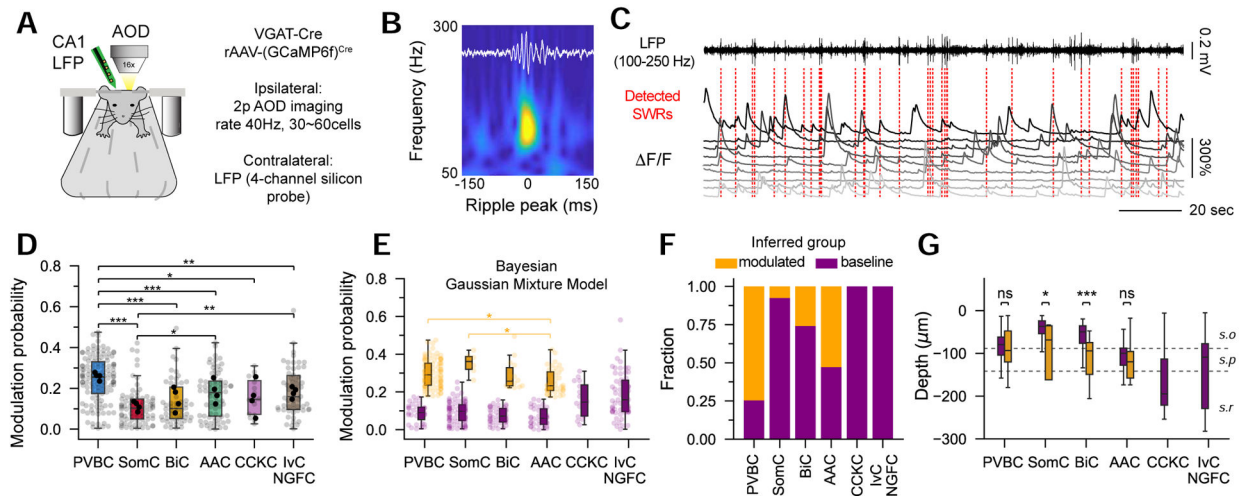 A
CA1
LFP
AOD
16x
VGAT-Cre
rAAV-(GCaMP6f)Cre
Ipsilateral:
2p AOD imaging
rate 40Hz, 30~60cells
Contralateral:
LFP (4-channel silicon
probe)
B
Frequency (Hz)
300
50
-150
0
150
Ripple peak (ms)
C
LFP
(100-250 Hz)
Detected
SWRs
ΔF/F
0.2 mV
300%
20 sec
D
Modulation probability
0.8
0.6
0.4
0.2
0.0
**
*
***
***
**
***
*
PVBC SomC BiC AAC CCKC IvC
NGFC
E
Bayesian
Gaussian Mixture Model
Modulation probability
0.8
0.6
0.4
0.2
0.0
*
*
PVBC SomC BiC AAC CCKC IvC
NGFC
F
Inferred group
modulated baseline
Fraction
1.00
0.75
0.50
0.25
0.00
PVBC
SomC
BiC
AAC
CCKC
IvC
NGFC
G
Depth (μm)
0
−100
−200
−300
ns * *** ns
s.o
s.p
s.r
PVBC SomC BiC AAC CCKC IvC
NGFC